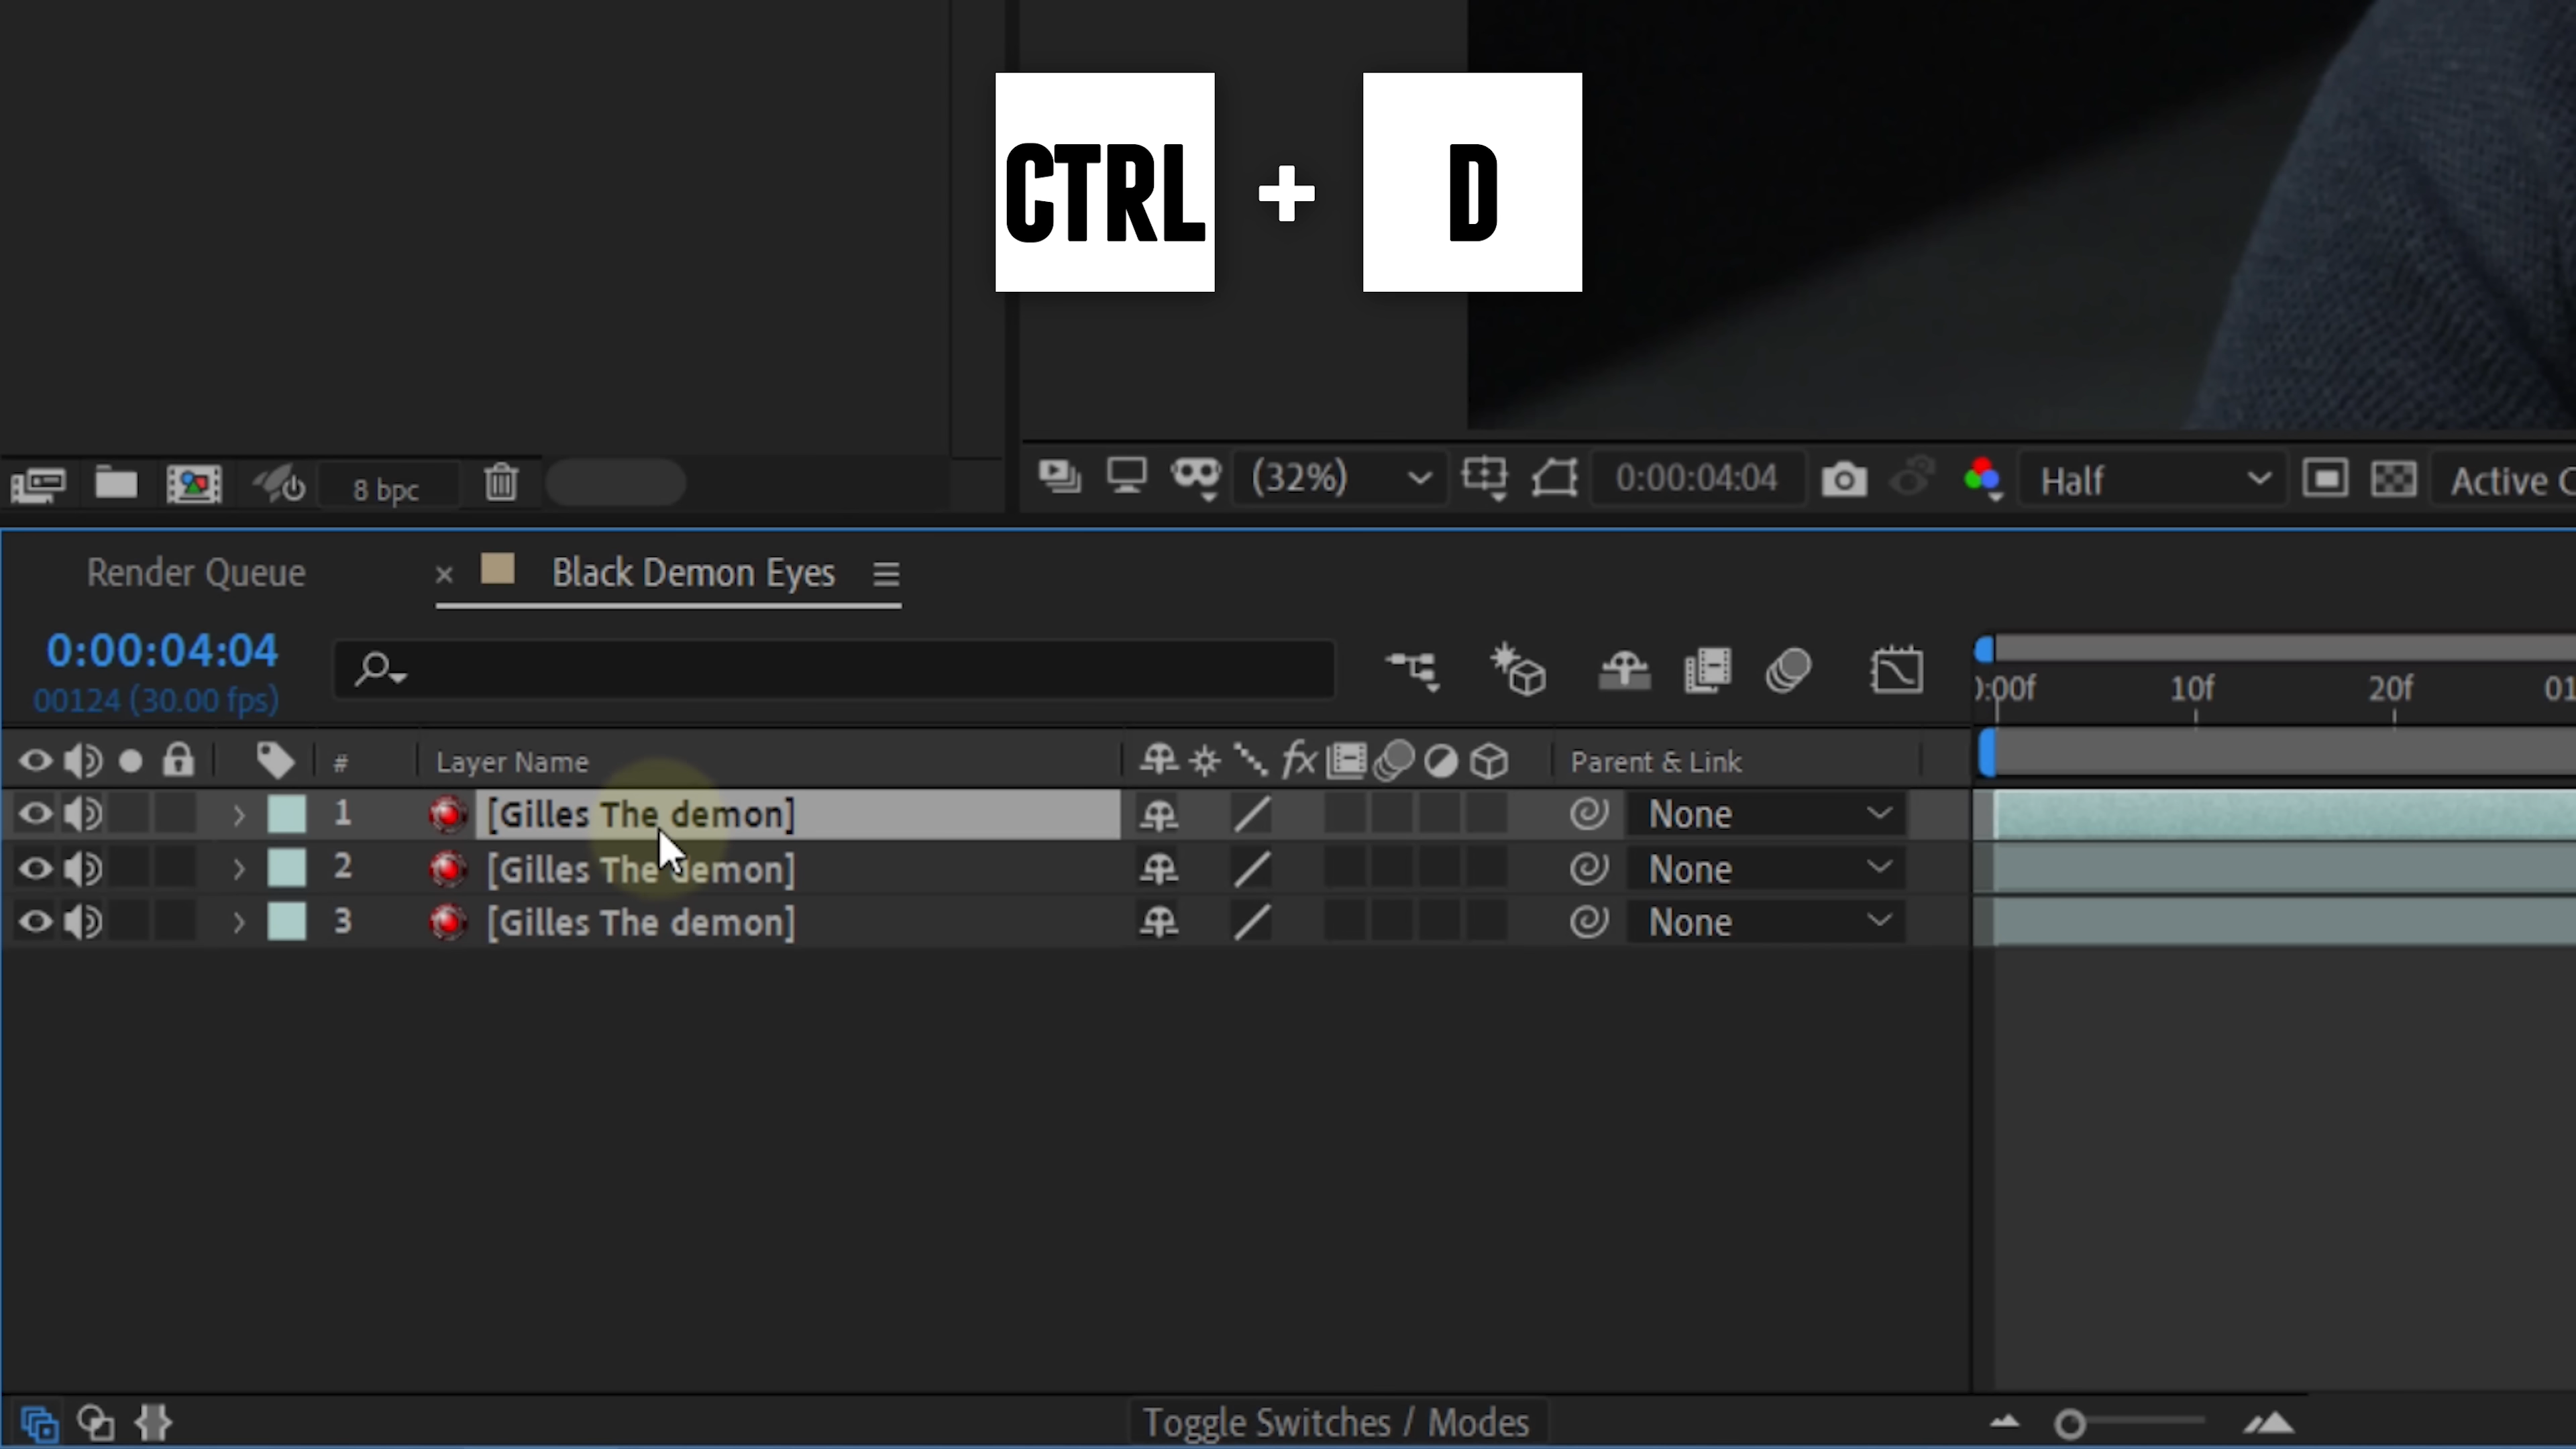 CTRL + D
8 bpc
(32%)
0:00:04:04
Half
Active C
Render Queue
× Black Demon Eyes
0:00:04:04
00124 (30.00 fps)
):00f 10f 20f 01
# Layer Name fx Parent & Link
1 [Gilles The demon] None
2 [Gilles The demon] None
3 [Gilles The demon] None
Toggle Switches / Modes